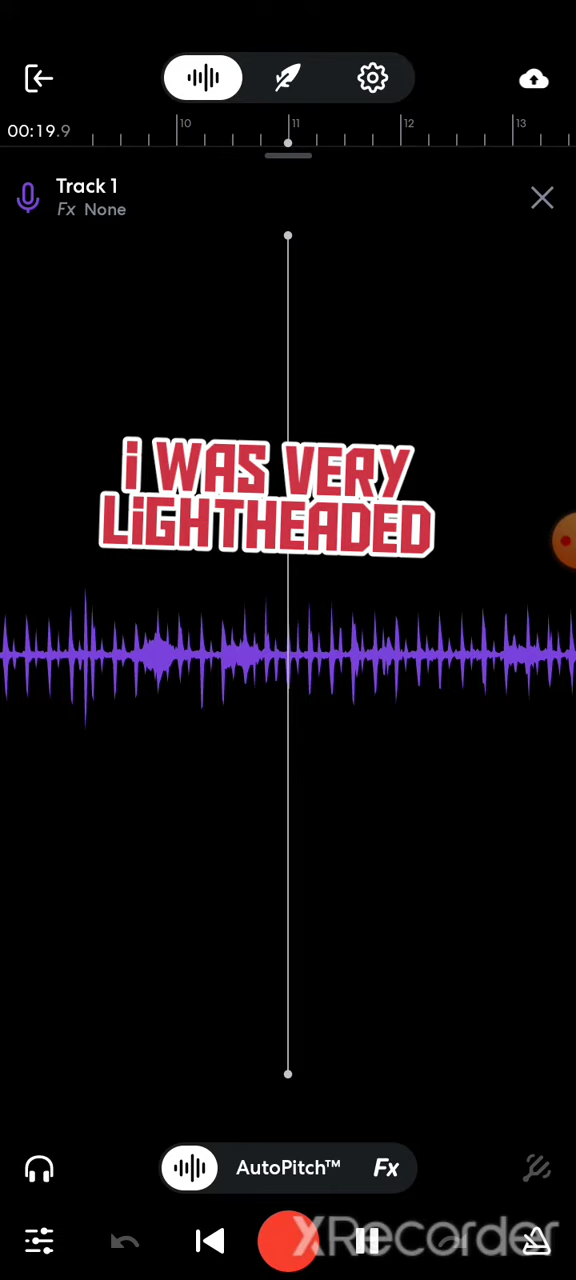 00:19.9
10
11
12
13
Track 1
Fx None
i WAS VERY
LiGHTHEADED
AutoPitch™
Fx
XRecorder